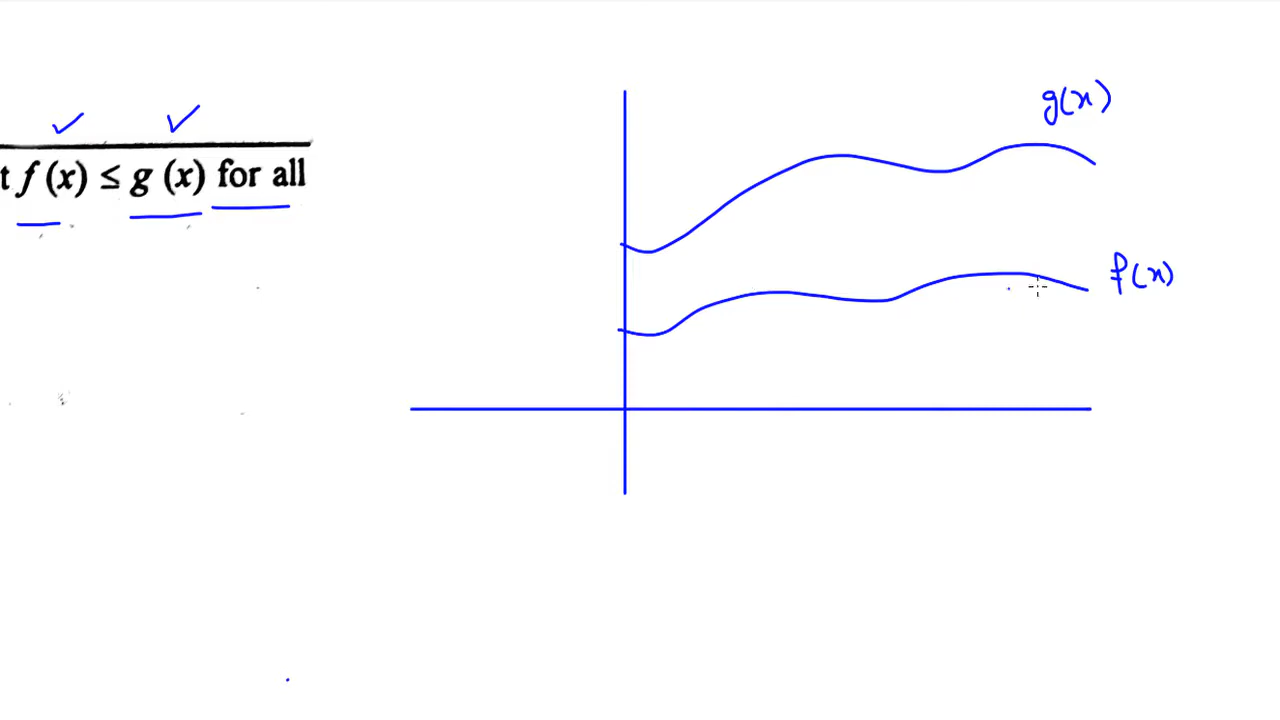 g(x)
t f (x) ≤ g (x) for all
f(x)